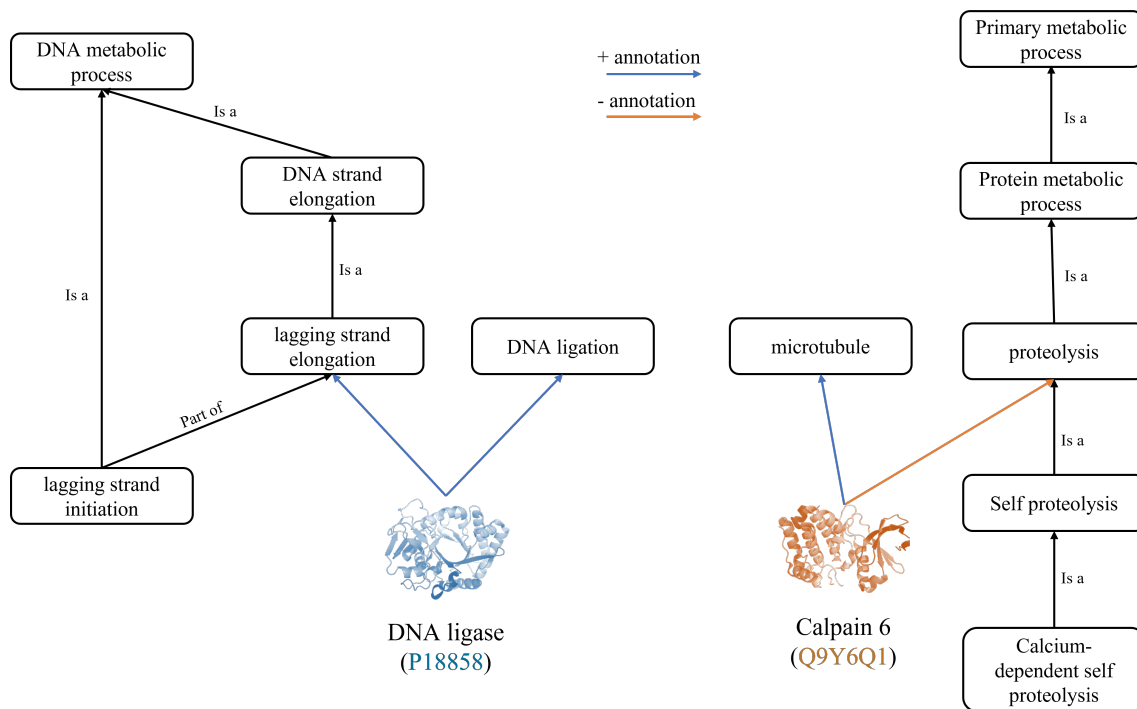 DNA metabolic
process
Is a
DNA strand
elongation
Is a
Is a
lagging strand
elongation
DNA ligation
Part of
lagging strand
initiation
DNA ligase
(P18858)
+ annotation
- annotation
microtubule
Calpain 6
(Q9Y6Q1)
Primary metabolic
process
Is a
Protein metabolic
process
Is a
proteolysis
Is a
Self proteolysis
Is a
Calcium-
dependent self
proteolysis